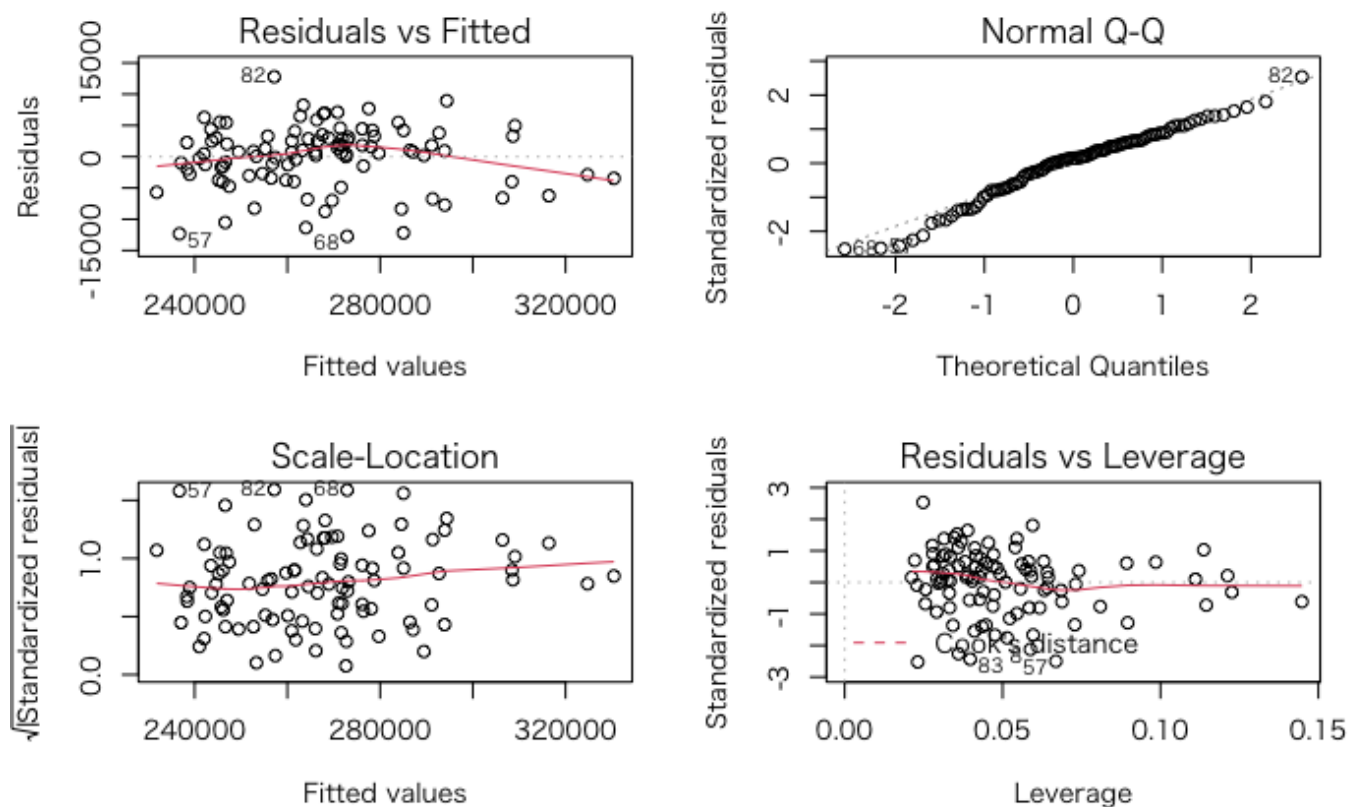 Residuals vs Fitted
Residuals
15000
0
-15000
82
57
68
240000 280000 320000
Fitted values
Normal Q-Q
Standardized residuals
2
0
-2
82
68
-2 -1 0 1 2
Theoretical Quantiles
Scale-Location
√|Standardized residuals|
1.0
0.0
57
82
68
240000 280000 320000
Fitted values
Residuals vs Leverage
Standardized residuals
3
1
-1
-3
Cook's distance
83
8
57
0.00 0.05 0.10 0.15
Leverage